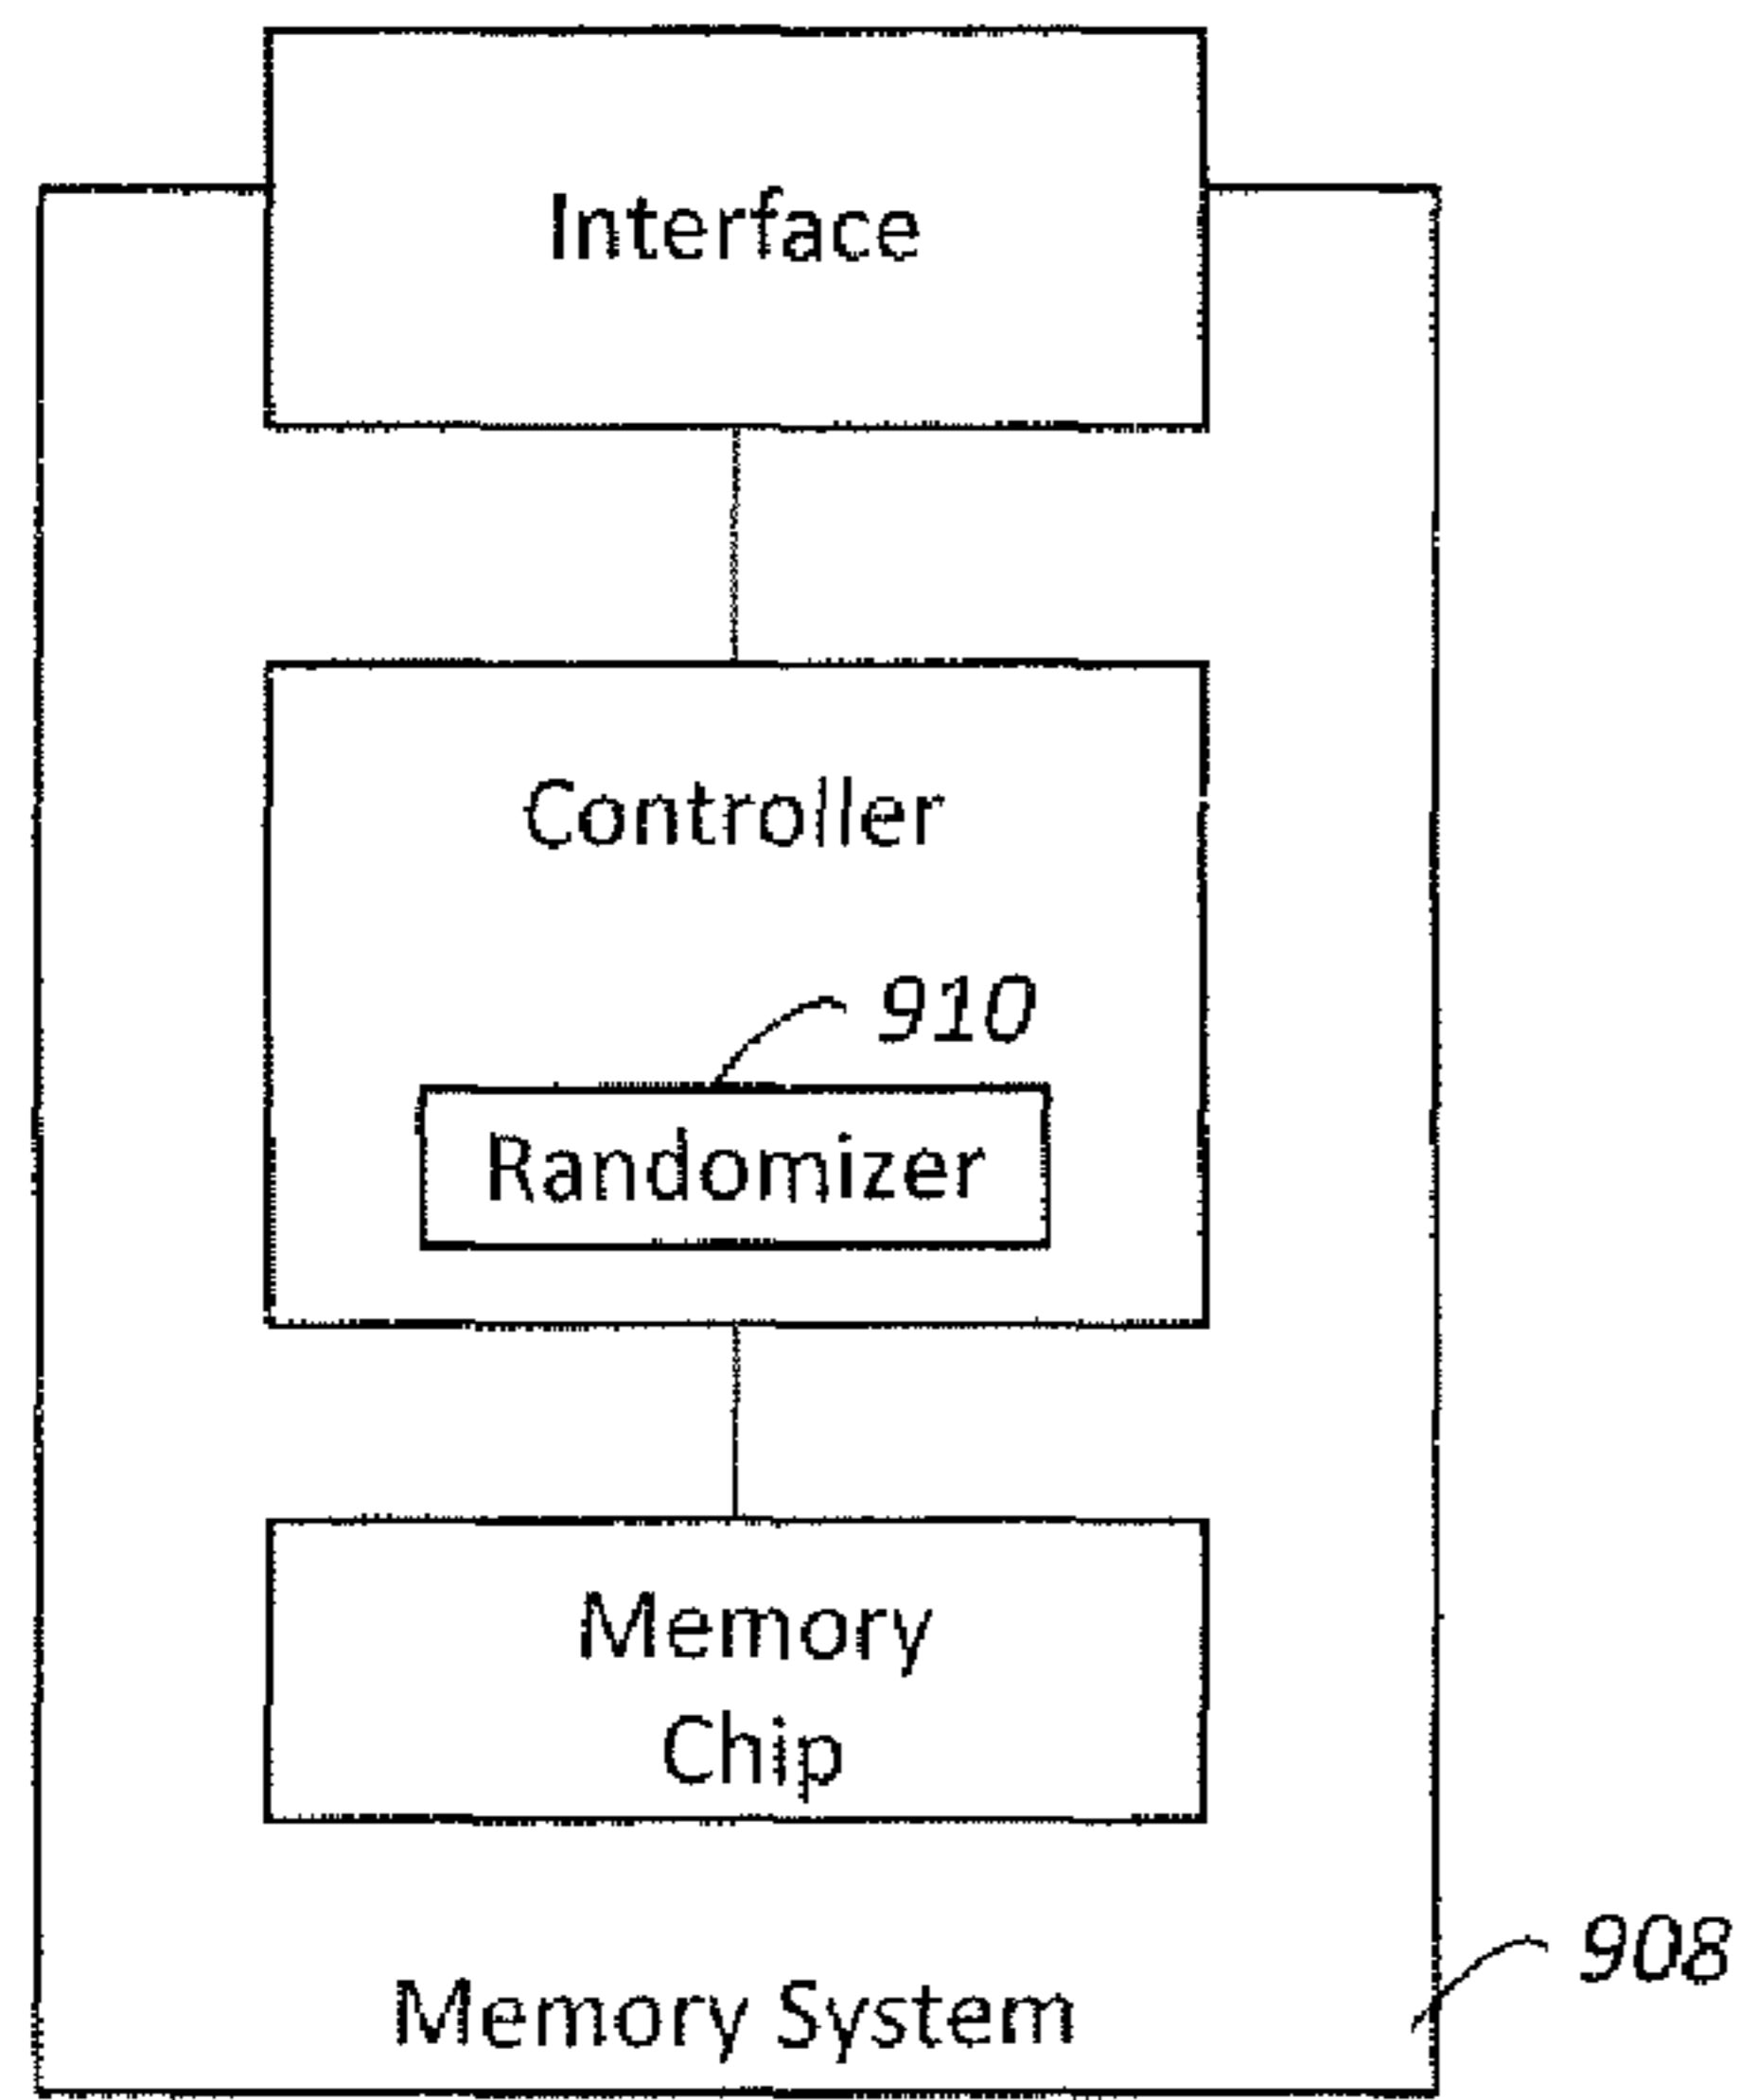 Interface
Controller
910
Randomizer
Memory
Chip
908
Memory System